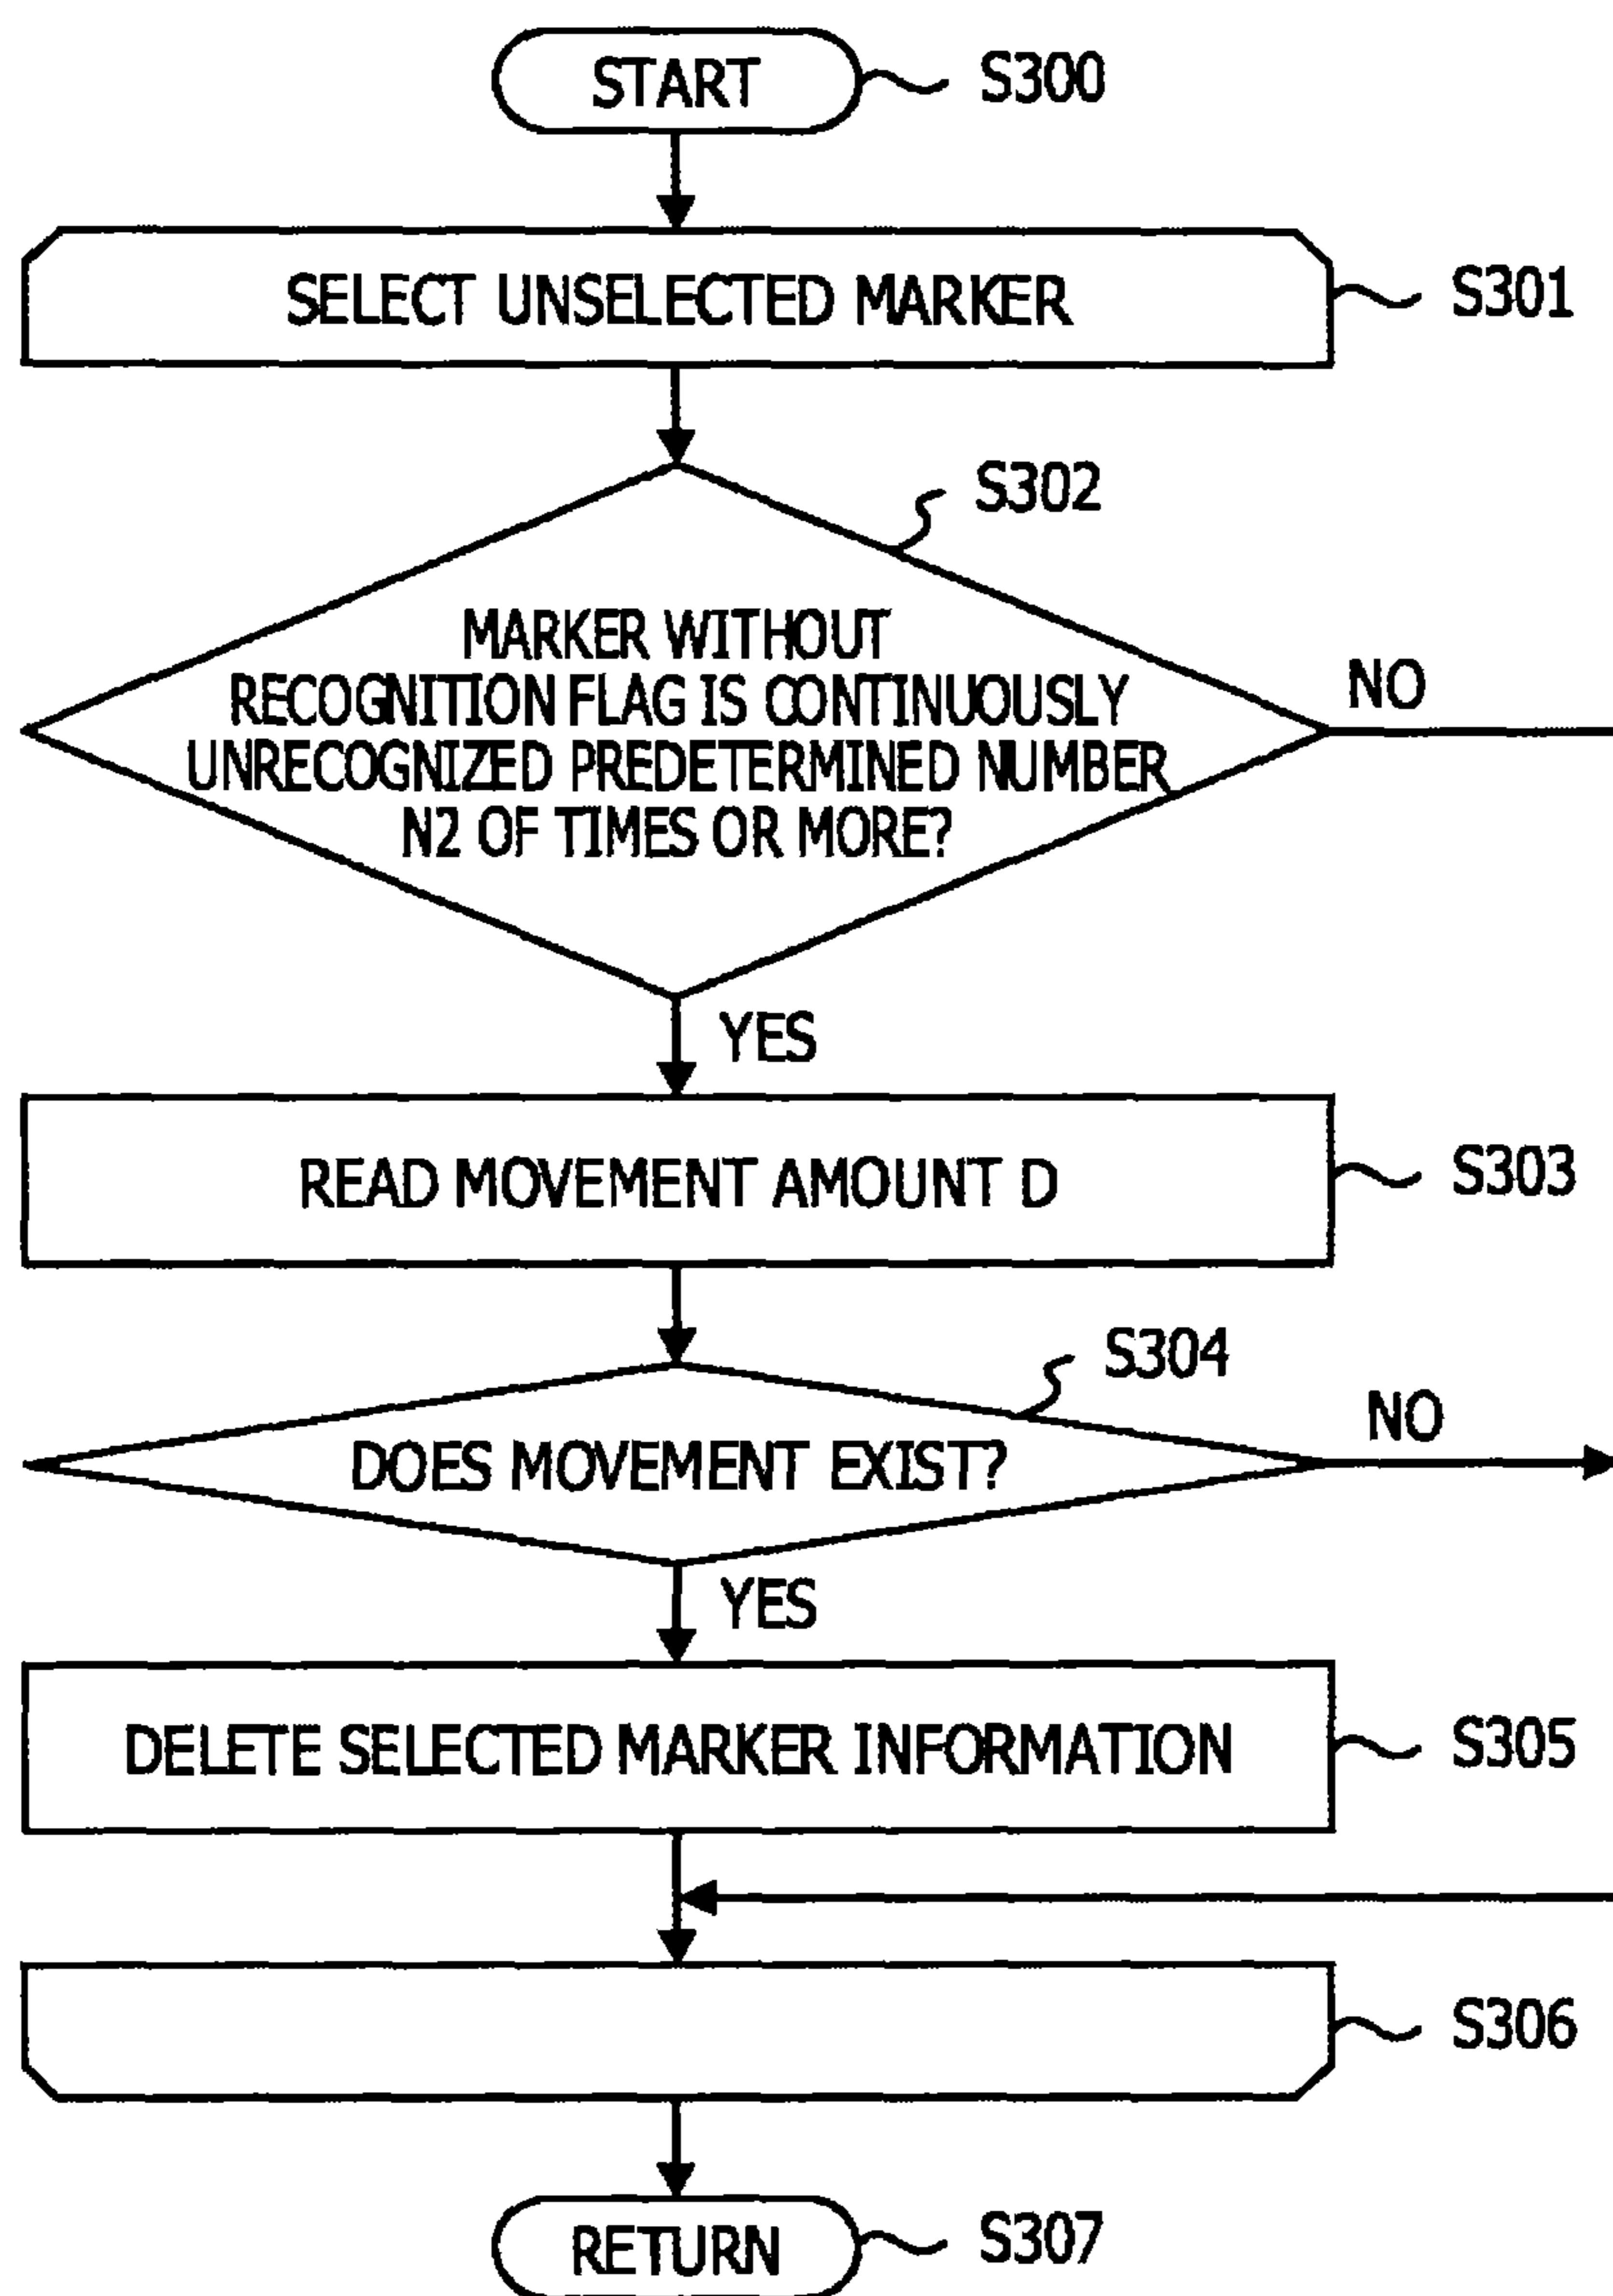 START
S300
SELECT UNSELECTED MARKER
S301
S302
MARKER WITHOUT
RECOGNITION FLAG IS CONTINUOUSLY
UNRECOGNIZED PREDETERMINED NUMBER
N2 OF TIMES OR MORE?
NO
YES
READ MOVEMENT AMOUNT D
S303
S304
DOES MOVEMENT EXIST?
NO
YES
DELETE SELECTED MARKER INFORMATION
S305
S306
RETURN
S307